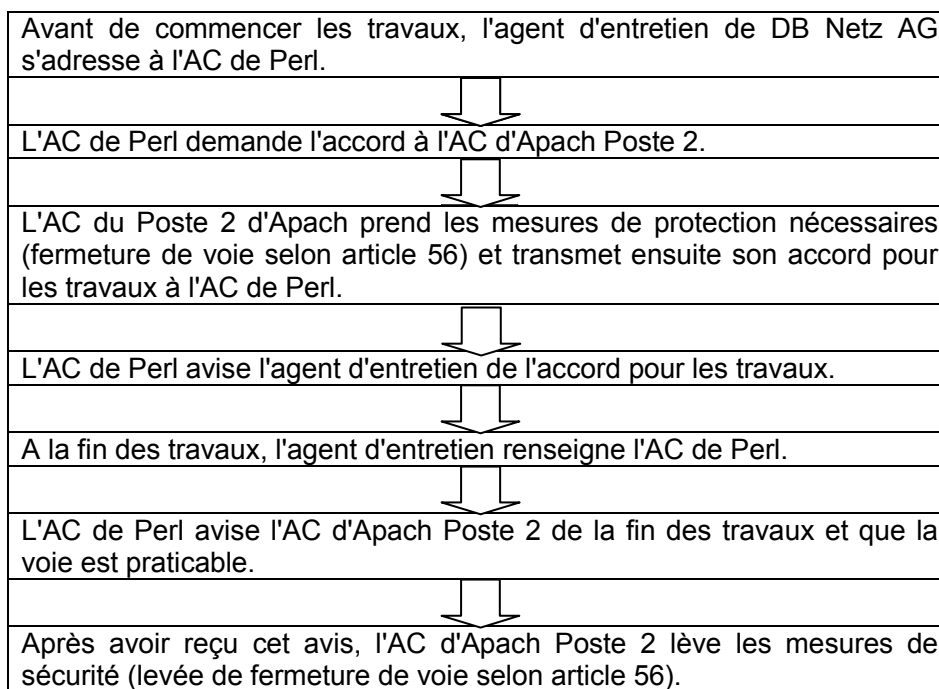 Avant de commencer les travaux, l'agent d'entretien de DB Netz AG
s'adresse à l'AC de Perl.
L'AC de Perl demande l'accord à l'AC d'Apach Poste 2.
L'AC du Poste 2 d'Apach prend les mesures de protection nécessaires
(fermeture de voie selon article 56) et transmet ensuite son accord pour
les travaux à l'AC de Perl.
L'AC de Perl avise l'agent d'entretien de l'accord pour les travaux.
A la fin des travaux, l'agent d'entretien renseigne l'AC de Perl.
L'AC de Perl avise l'AC d'Apach Poste 2 de la fin des travaux et que la
voie est praticable.
Après avoir reçu cet avis, l'AC d'Apach Poste 2 lève les mesures de
sécurité (levée de fermeture de voie selon article 56).